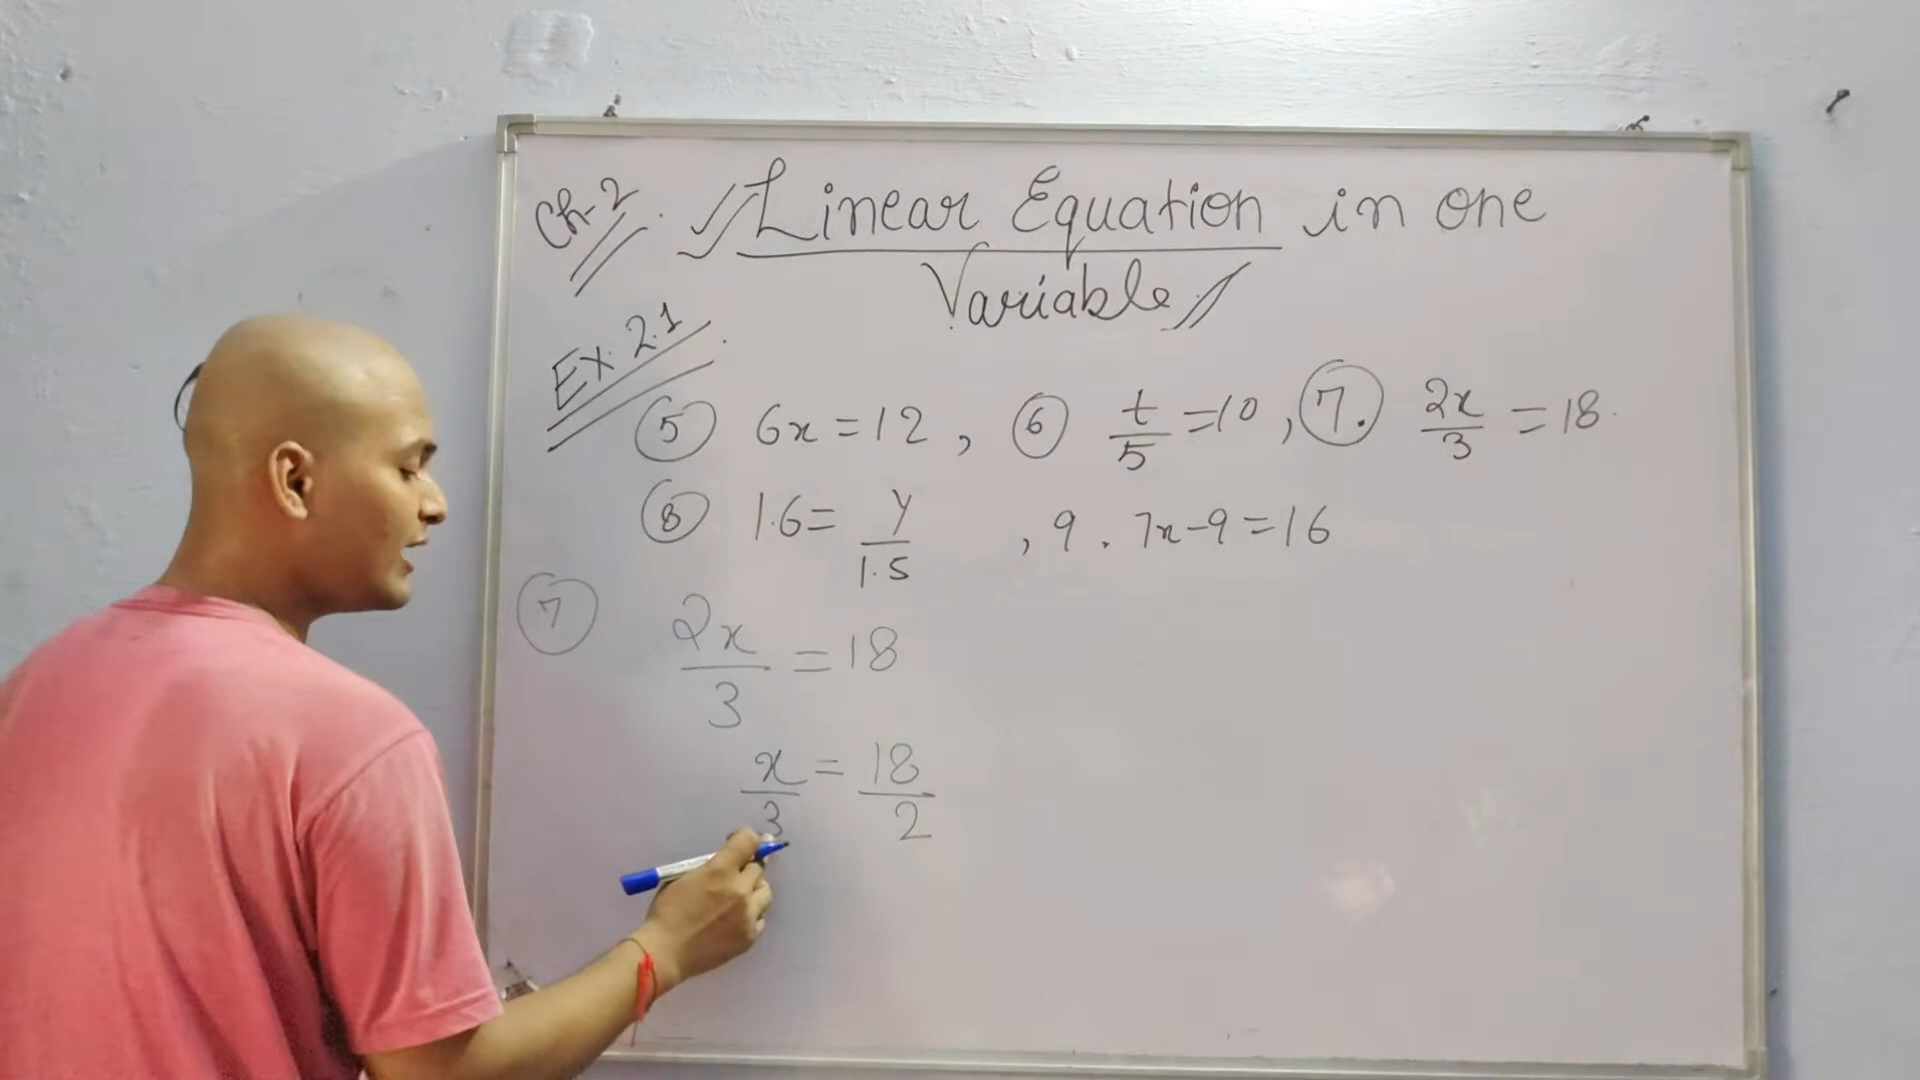 Ch-2. Linear Equation in one
Variable
Ex. 2.1
5 6x = 12, 6 t/5 = 10, 7. 2x/3 = 18.
8 1.6 = y/1.5, 9. 7x - 9 = 16
7 2x/3 = 18
x/3 = 18/2